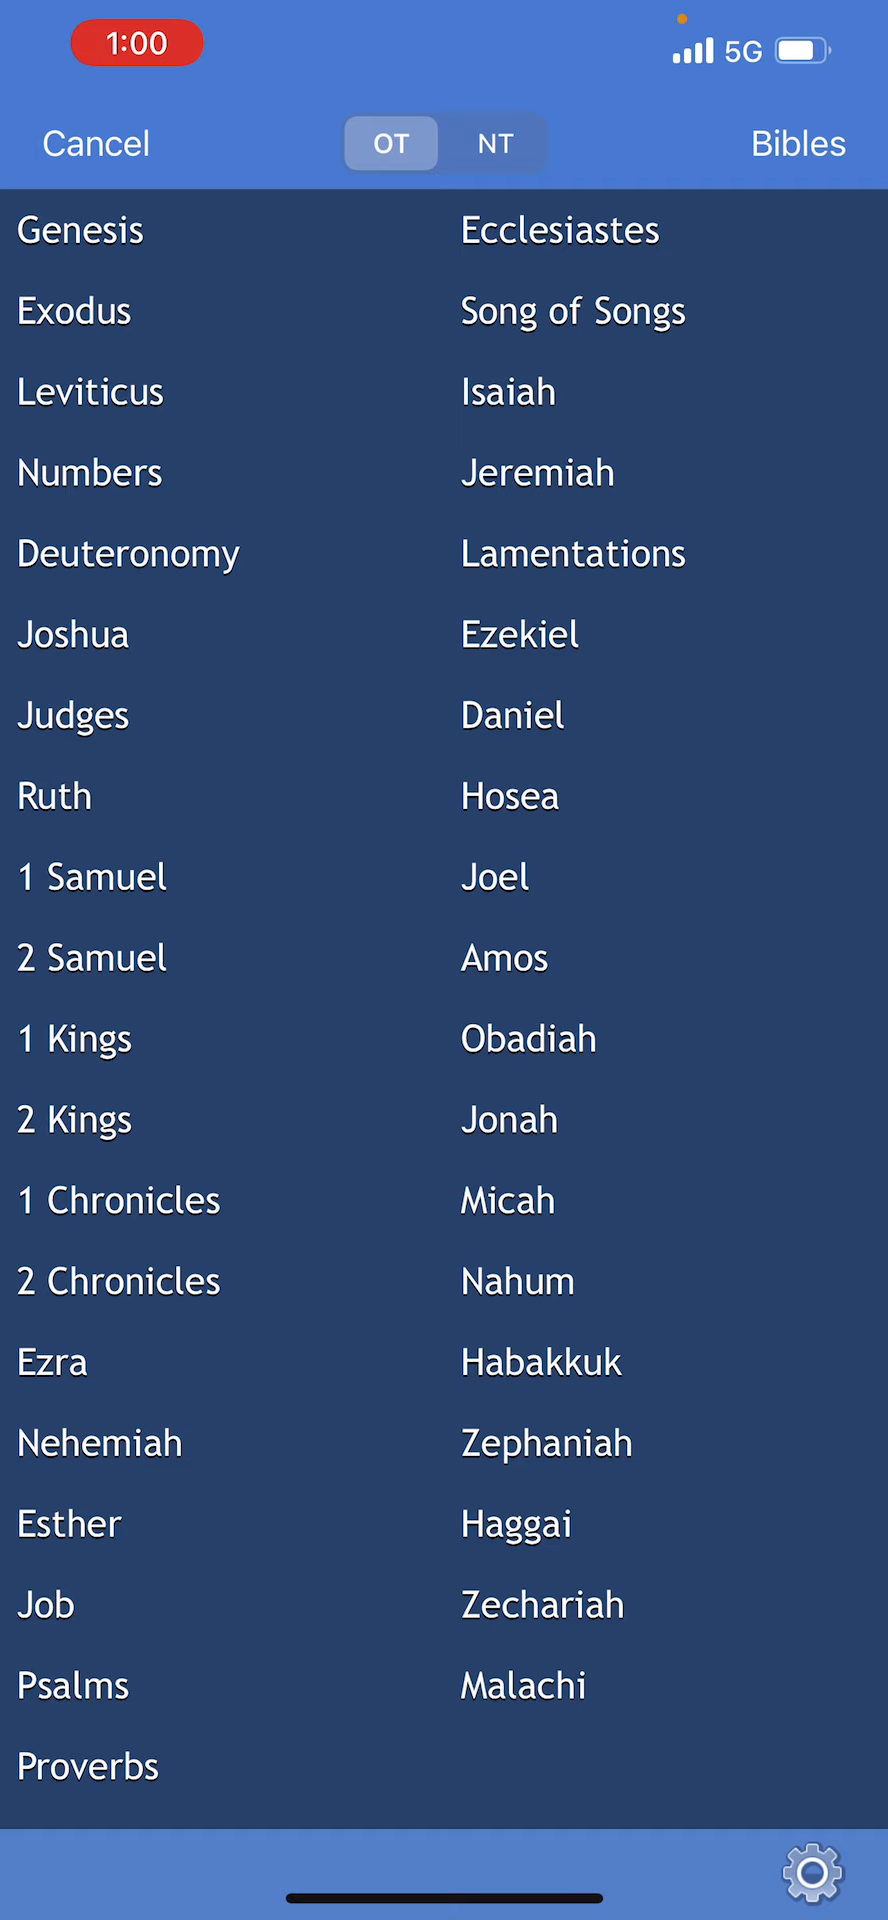 1:00
5G
Cancel
OT
NT
Bibles
Genesis
Exodus
Leviticus
Numbers
Deuteronomy
Joshua
Judges
Ruth
1 Samuel
2 Samuel
1 Kings
2 Kings
1 Chronicles
2 Chronicles
Ezra
Nehemiah
Esther
Job
Psalms
Proverbs
Ecclesiastes
Song of Songs
Isaiah
Jeremiah
Lamentations
Ezekiel
Daniel
Hosea
Joel
Amos
Obadiah
Jonah
Micah
Nahum
Habakkuk
Zephaniah
Haggai
Zechariah
Malachi